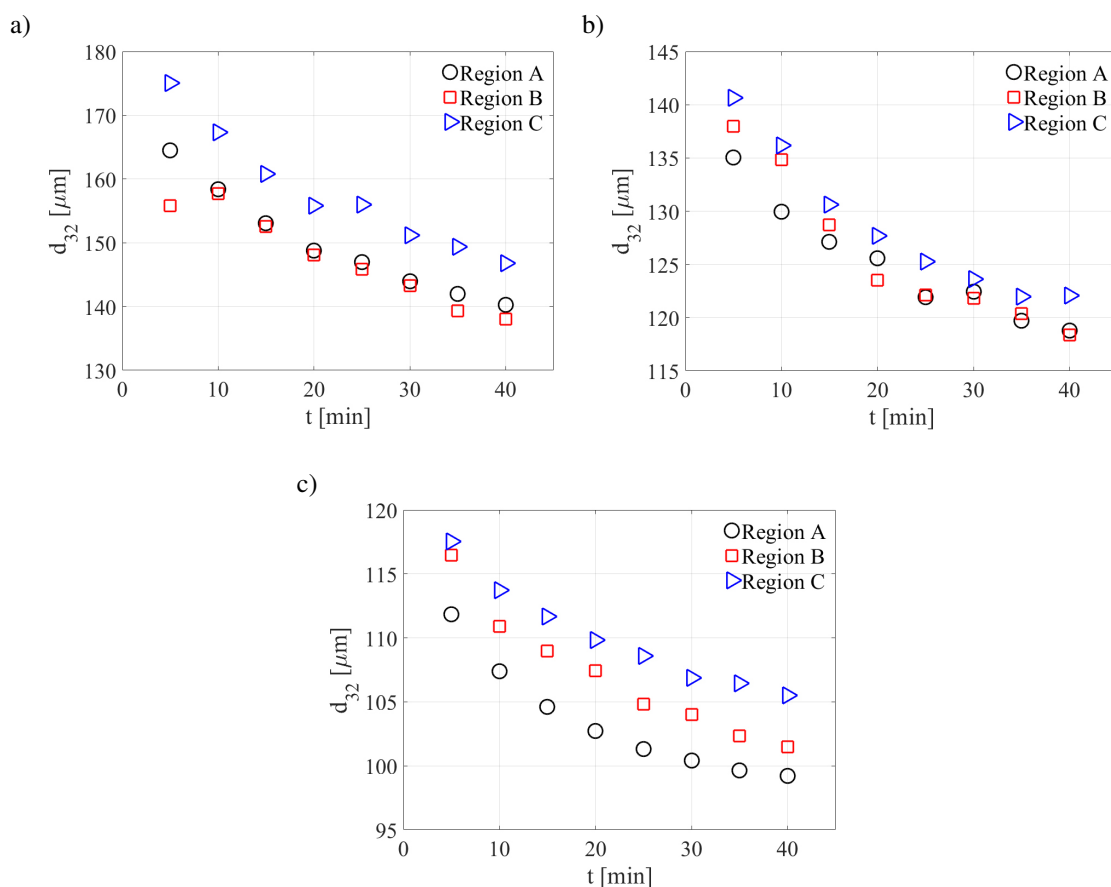 a)
180
170
160
150
140
130
d32 [μm]
0 10 20 30 40
t [min]
Region A
Region B
Region C
b)
145
140
135
130
125
120
115
d32 [μm]
0 10 20 30 40
t [min]
Region A
Region B
Region C
c)
120
115
110
105
100
95
d32 [μm]
0 10 20 30 40
t [min]
Region A
Region B
Region C